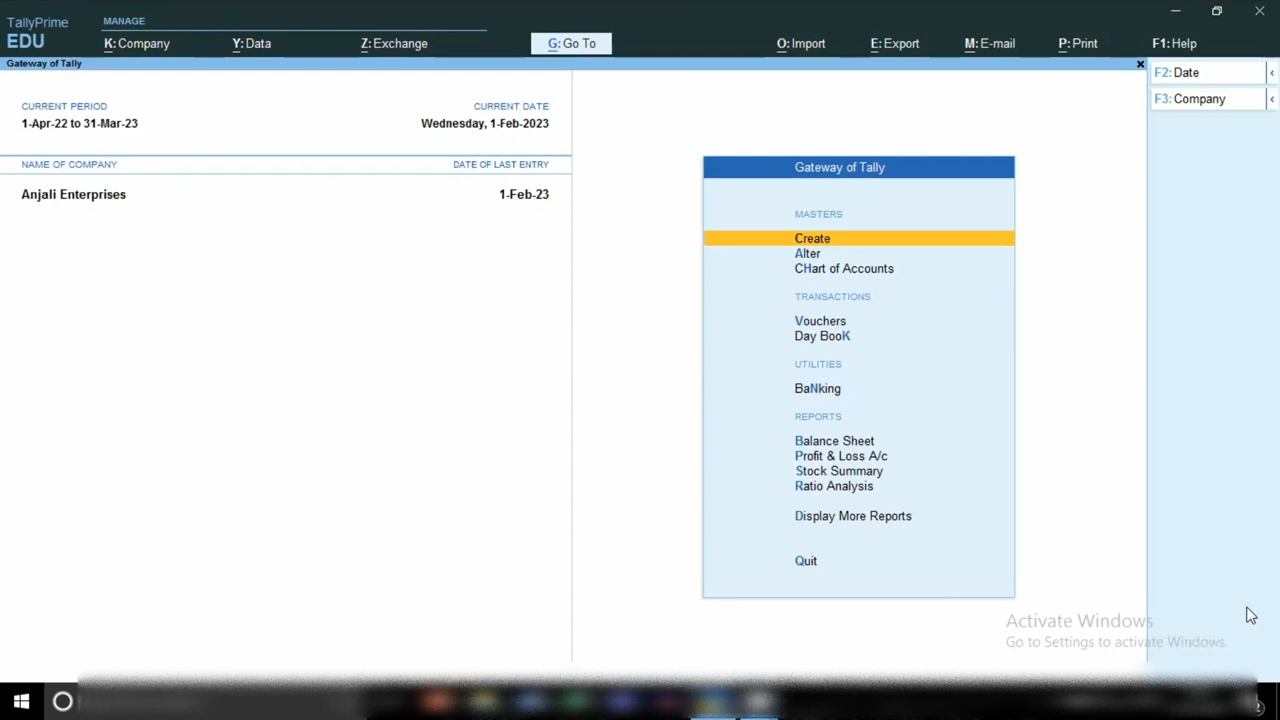 TallyPrime
EDU
MANAGE
K:Company
Y:Data
Z:Exchange
G:Go To
O:Import
E:Export
M:E-mail
P:Print
F1:Help
Gateway of Tally
F2:Date
F3:Company
CURRENT PERIOD
CURRENT DATE
1-Apr-22 to 31-Mar-23
Wednesday, 1-Feb-2023
NAME OF COMPANY
DATE OF LAST ENTRY
Anjali Enterprises
1-Feb-23
Gateway of Tally
MASTERS
Create
Alter
CHart of Accounts
TRANSACTIONS
Vouchers
Day BooK
UTILITIES
BaNking
REPORTS
Balance Sheet
Profit & Loss A/c
Stock Summary
Ratio Analysis
Display More Reports
Quit
Activate Windows
Go to Settings to activate Windows.